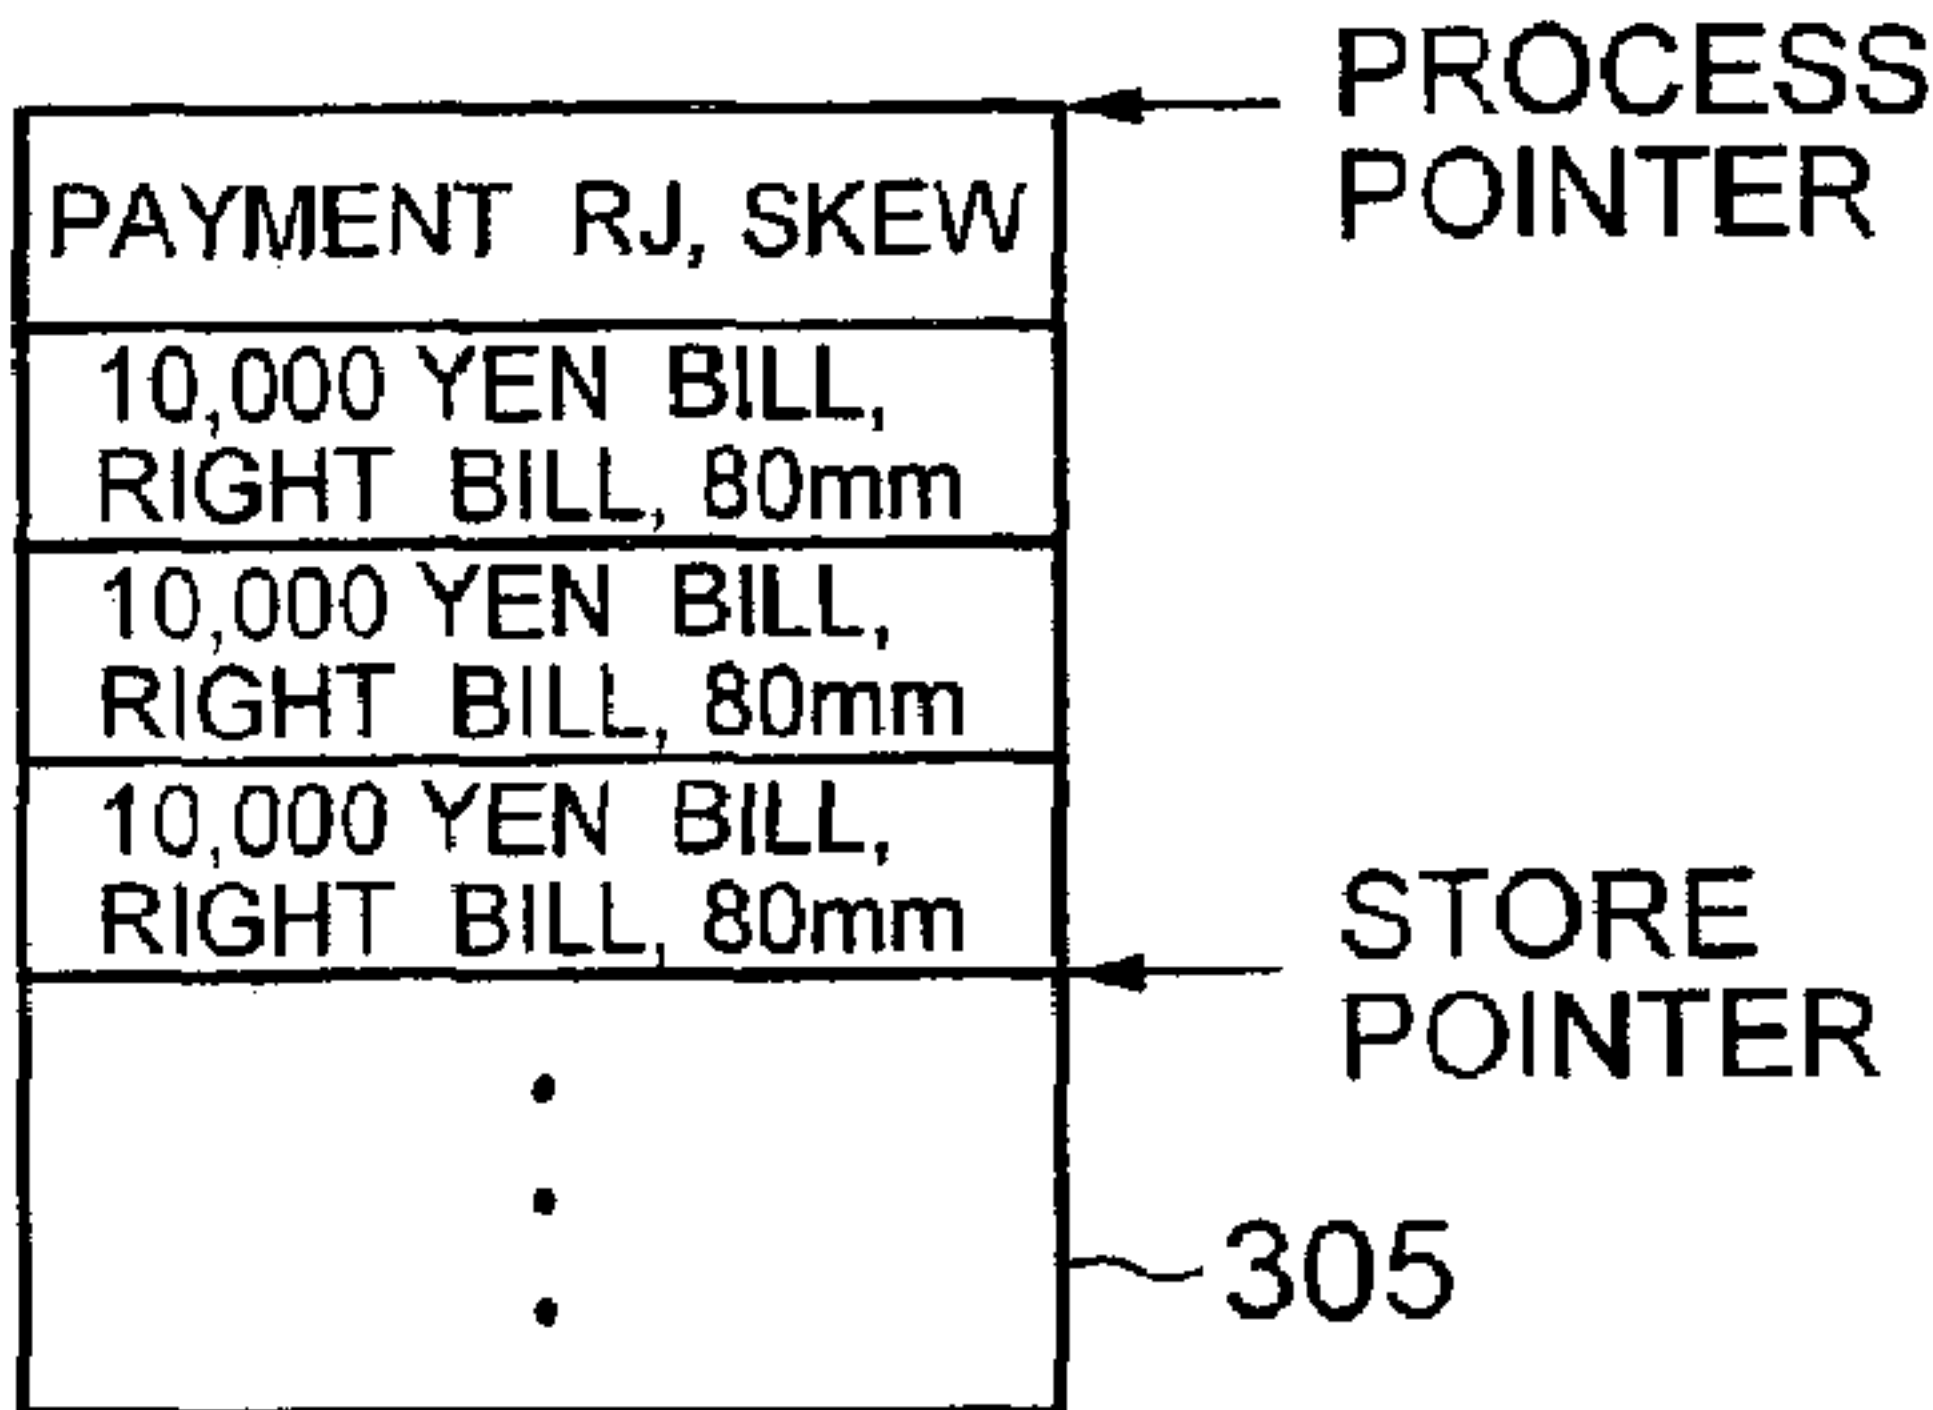 PROCESS
POINTER
PAYMENT RJ, SKEW
10,000 YEN BILL,
RIGHT BILL, 80mm
10,000 YEN BILL,
RIGHT BILL, 80mm
10,000 YEN BILL,
RIGHT BILL, 80mm
STORE
POINTER
305